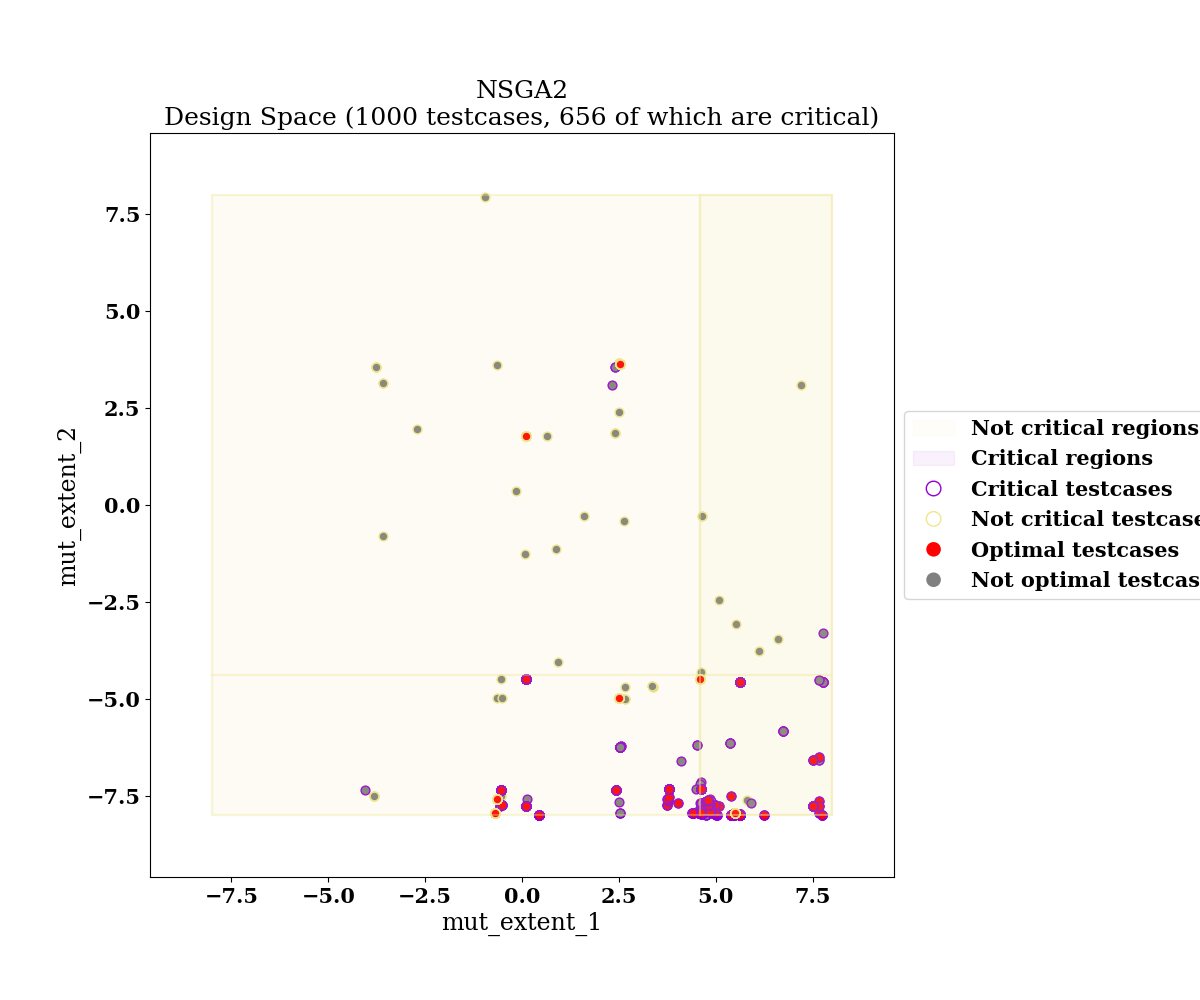 NSGA2
Design Space (1000 testcases, 656 of which are critical)
7.5
5.0
2.5
0.0
−2.5
−5.0
−7.5
mut_extent_2
−7.5
−5.0
−2.5
0.0
2.5
5.0
7.5
mut_extent_1
Not critical regions
Critical regions
Critical testcases
Not critical testcase
Optimal testcases
Not optimal testcas